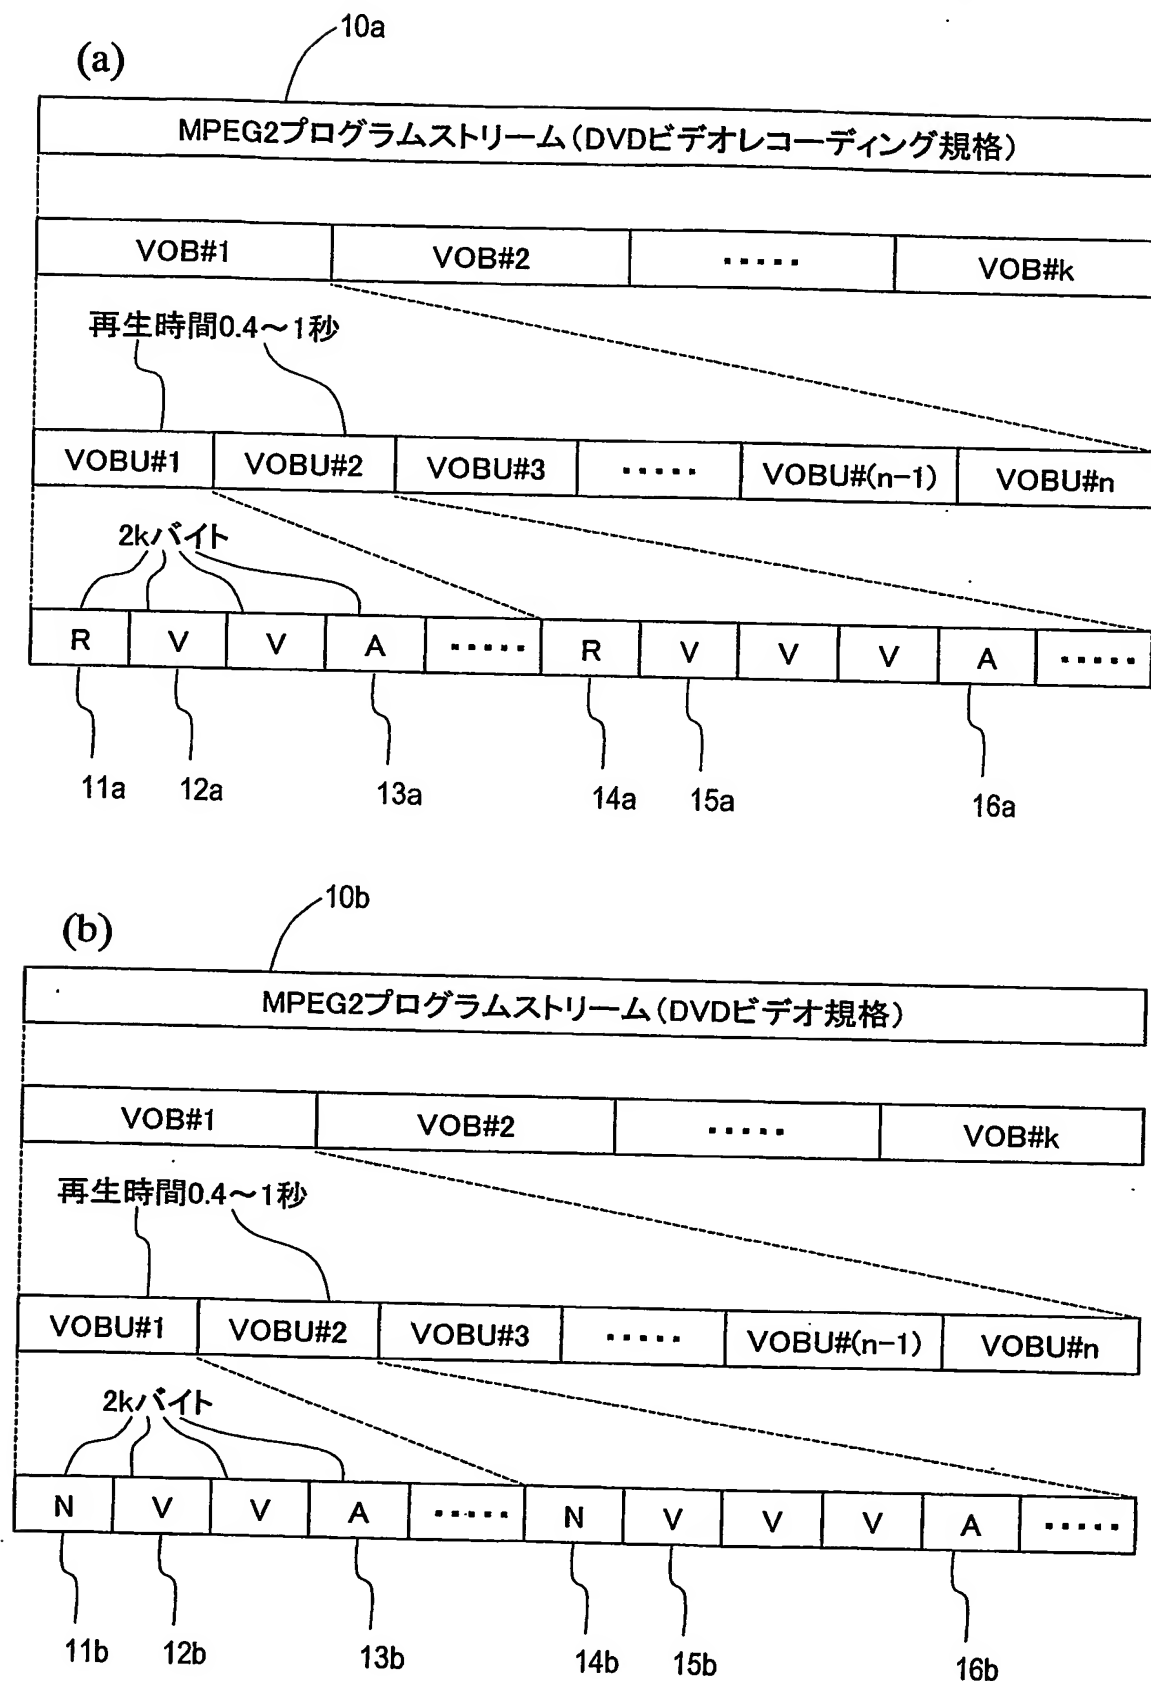 10a
(a)
MPEG2プログラムストリーム(DVDビデオレコーディング規格)
VOB#1 VOB#2 ····· VOB#k
再生時間0.4～1秒
VOBU#1 VOBU#2 VOBU#3 ····· VOBU#(n-1) VOBU#n
2kバイト
R V V A ····· R V V V A ·····
11a 12a 13a 14a 15a 16a
10b
(b)
MPEG2プログラムストリーム(DVDビデオ規格)
VOB#1 VOB#2 ····· VOB#k
再生時間0.4～1秒
VOBU#1 VOBU#2 VOBU#3 ····· VOBU#(n-1) VOBU#n
2kバイト
N V V A ····· N V V V A ·····
11b 12b 13b 14b 15b 16b